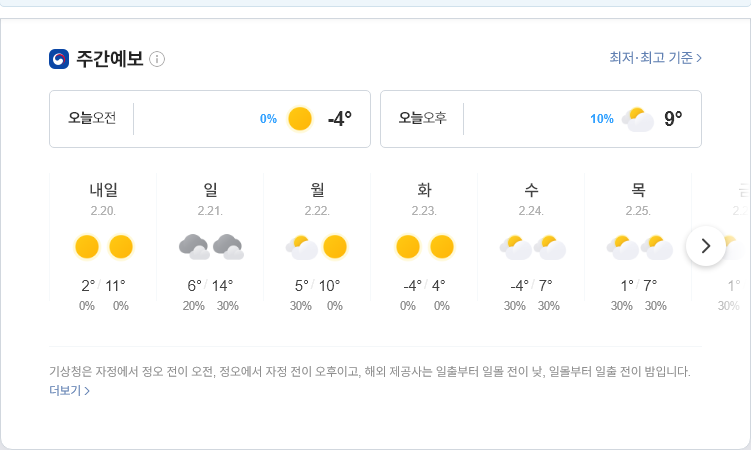 주간예보
최저·최고 기준
오늘오전 0% -4°
오늘오후 10% 9°
내일 일 월 화 수 목 금
2.20. 2.21. 2.22. 2.23. 2.24. 2.25.
2°/ 11° 6°/ 14° 5°/ 10° -4°/ 4° -4°/ 7° 1°/ 7° 1°
0% 0% 20% 30% 30% 0% 0% 0% 30% 30% 30% 30% 30%
기상청은 자정에서 정오 전이 오전, 정오에서 자정 전이 오후이고, 해외 제공사는 일출부터 일몰 전이 낮, 일몰부터 일출 전이 밤입니다.
더보기